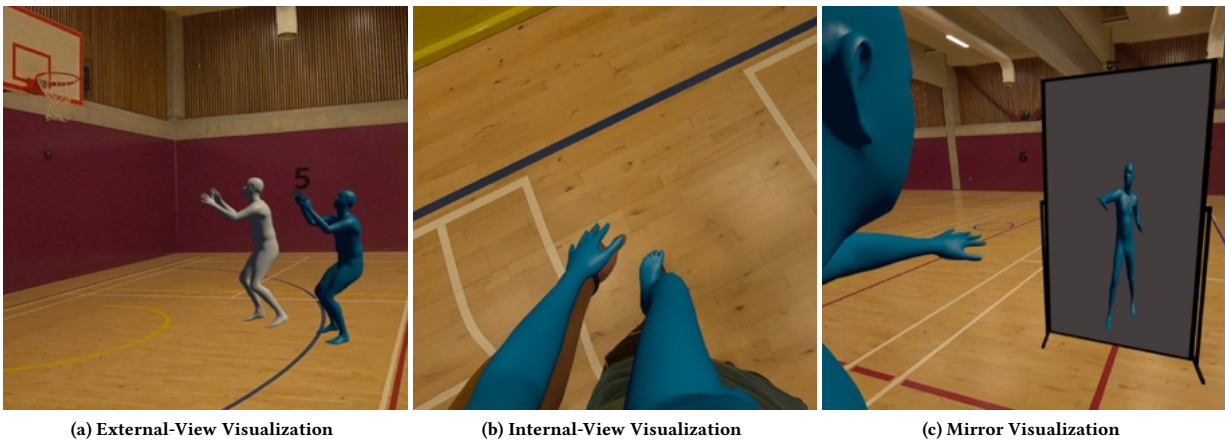 5
6
(a) External-View Visualization
(b) Internal-View Visualization
(c) Mirror Visualization